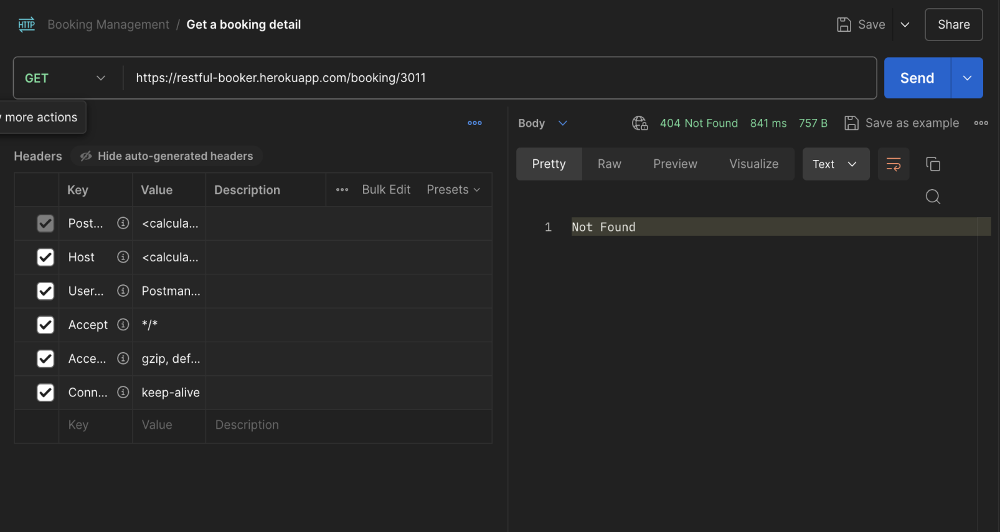 HTTP Booking Management / Get a booking detail Save Share
GET https://restful-booker.herokuapp.com/booking/3011 Send
more actions
Body 404 Not Found 841 ms 757 B Save as example
Headers Hide auto-generated headers
Pretty Raw Preview Visualize Text
Key Value Description Bulk Edit Presets
Post... <calcula...
Host <calcula...
User... Postman...
Accept */*
Acce... gzip, def...
Conn... keep-alive
Key Value Description
1 Not Found